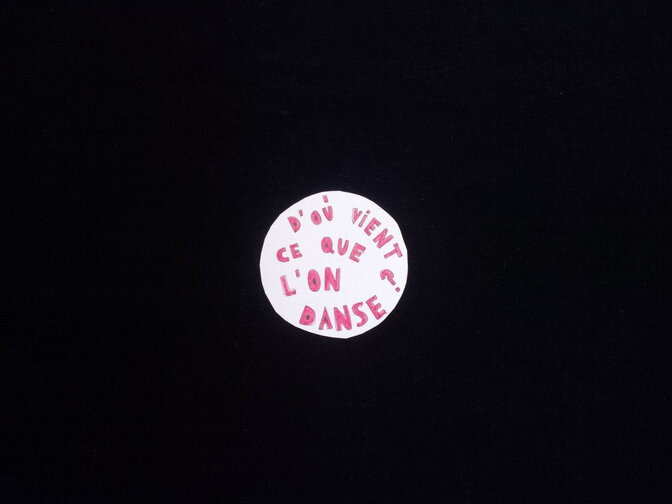 D'OÙ VIENT
CE QUE
L'ON
DANSE ?